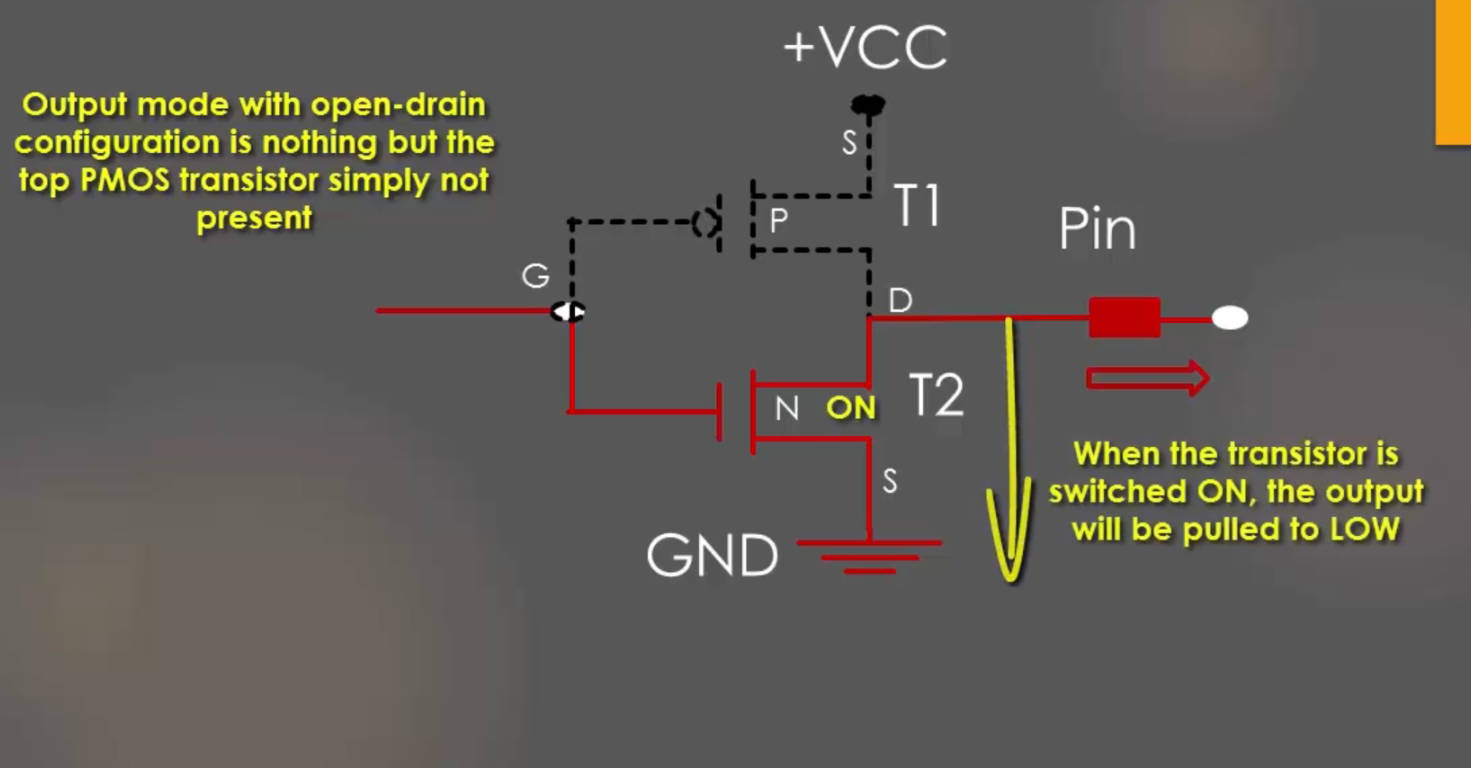 +VCC
Output mode with open-drain
configuration is nothing but the
top PMOS transistor simply not
present
S
T1
P
Pin
G
D
T2
N ON
When the transistor is
switched ON, the output
will be pulled to LOW
S
GND